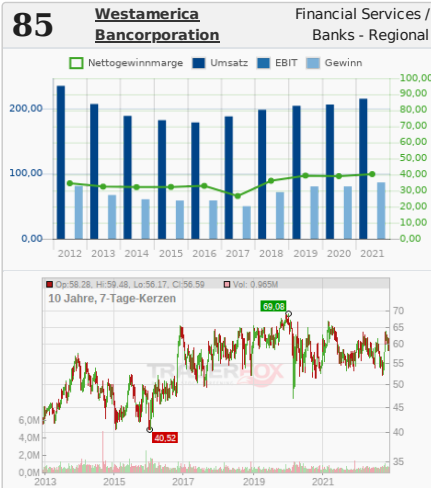 85
Westamerica
Bancorporation
Financial Services /
Banks - Regional
Nettogewinnmarge Umsatz EBIT Gewinn
100,00
90,00
80,00
70,00
60,00
50,00
40,00
30,00
20,00
10,00
0,00
200,00
100,00
0,00
2012 2013 2014 2015 2016 2017 2018 2019 2020 2021
Op:58.28, Hi:59.48, Lo:56.17, Cl:56.59 Vol: 0.965M
10 Jahre, 7-Tage-Kerzen
69,08
40,52
70
65
60
55
50
45
40
35
6,0M
4,0M
2,0M
0,0M
2013 2015 2017 2019 2021